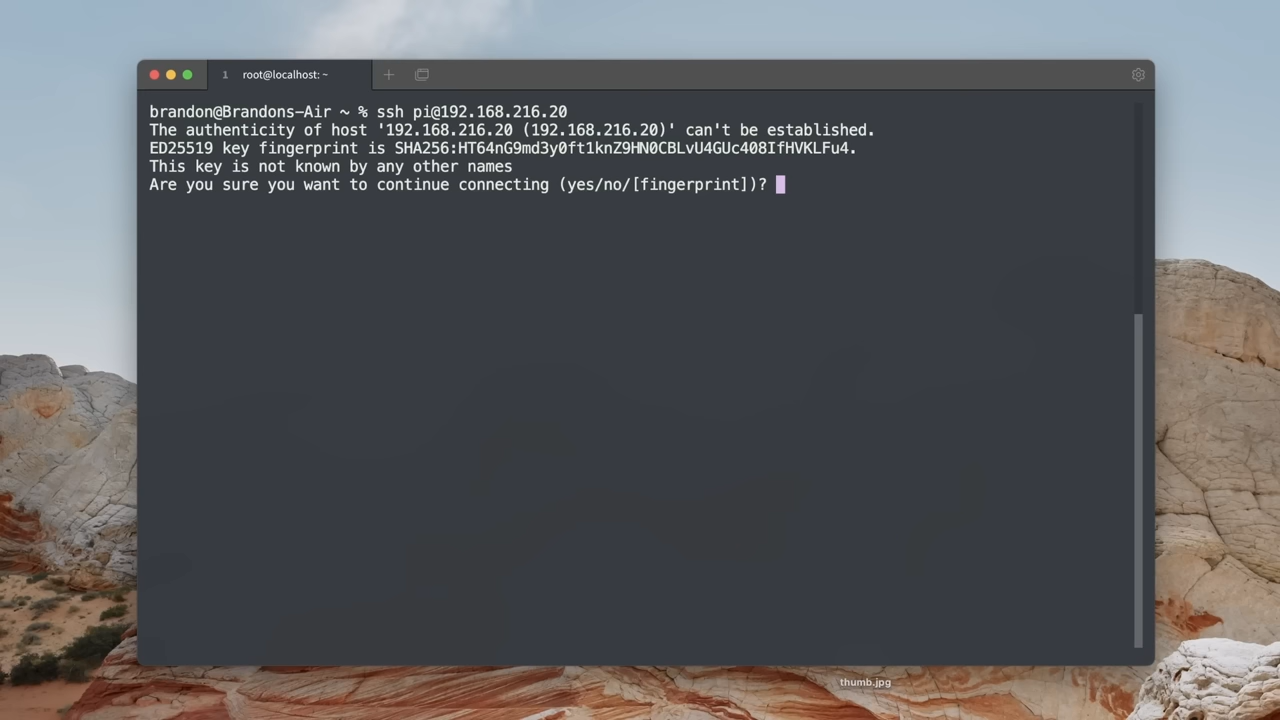 1 root@localhost: ~
brandon@Brandons-Air ~ % ssh pi@192.168.216.20
The authenticity of host '192.168.216.20 (192.168.216.20)' can't be established.
ED25519 key fingerprint is SHA256:HT64nG9md3y0ft1knZ9HN0CBLvU4GUc408IfHVKLFu4.
This key is not known by any other names
Are you sure you want to continue connecting (yes/no/[fingerprint])?
thumb.jpg